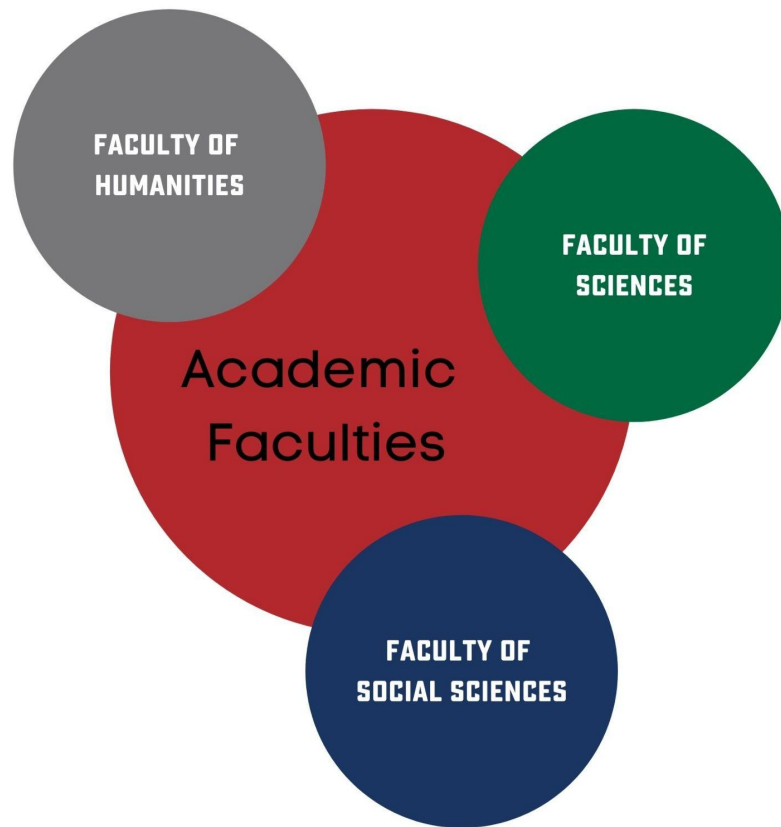 FACULTY OF
HUMANITIES
FACULTY OF
SCIENCES
Academic
Faculties
FACULTY OF
SOCIAL SCIENCES